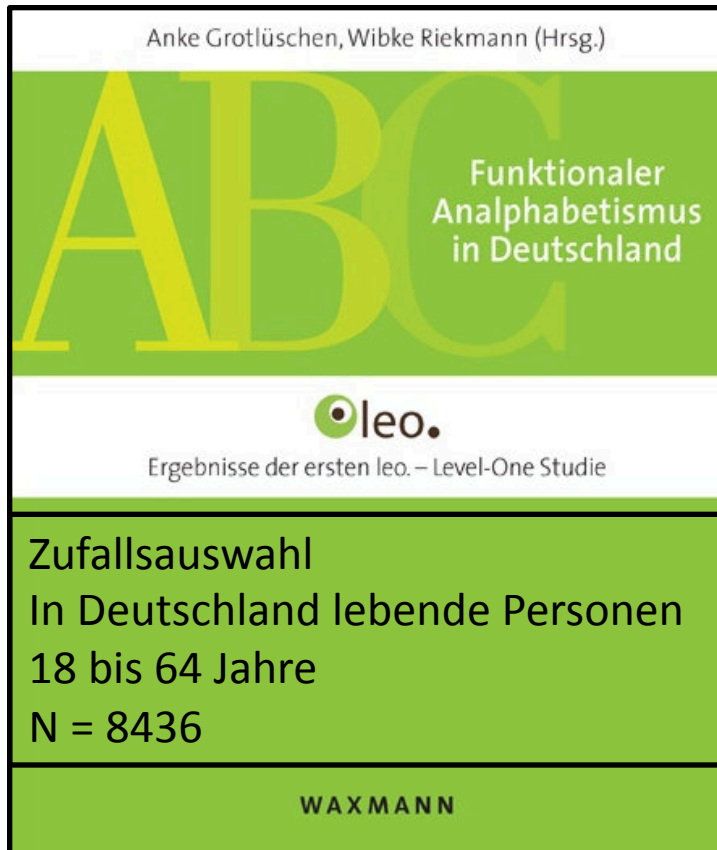 Anke Grotlüschen, Wibke Riekmann (Hrsg.)
ABC
Funktionaler
Analphabetismus
in Deutschland
leo.
Ergebnisse der ersten leo. – Level-One Studie
Zufallsauswahl
In Deutschland lebende Personen
18 bis 64 Jahre
N = 8436
WAXMANN